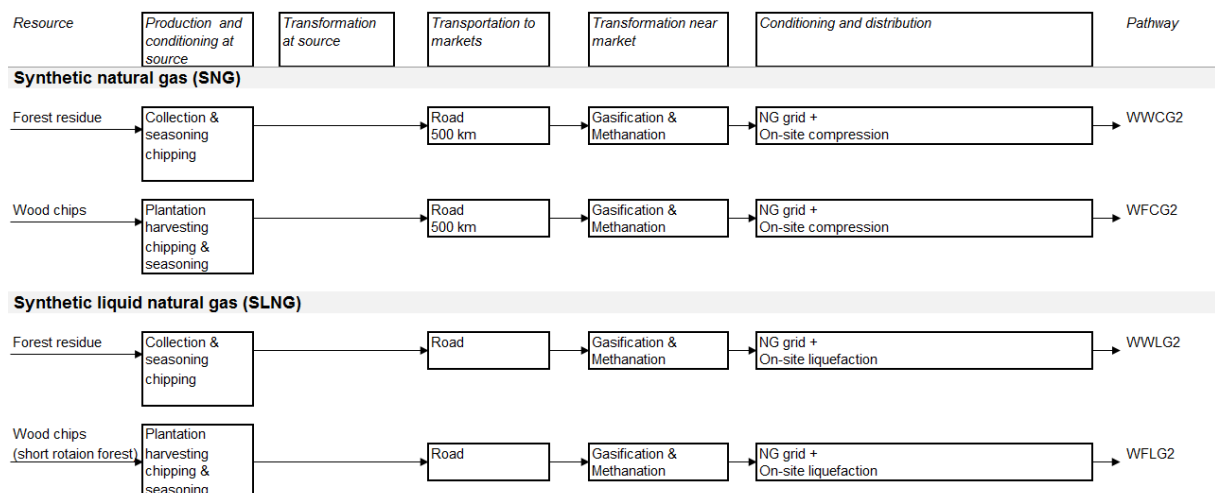 Resource
Production and
conditioning at
source
Transformation
at source
Transportation to
markets
Transformation near
market
Conditioning and distribution
Pathway
Synthetic natural gas (SNG)
Forest residue
Collection &
seasoning
chipping
Road
500 km
Gasification &
Methanation
NG grid +
On-site compression
WWCG2
Wood chips
Plantation
harvesting
chipping &
seasoning
Road
500 km
Gasification &
Methanation
NG grid +
On-site compression
WFCG2
Synthetic liquid natural gas (SLNG)
Forest residue
Collection &
seasoning
chipping
Road
Gasification &
Methanation
NG grid +
On-site liquefaction
WWLG2
Wood chips
(short rotaion forest)
Plantation
harvesting
chipping &
seasoning
Road
Gasification &
Methanation
NG grid +
On-site liquefaction
WFLG2